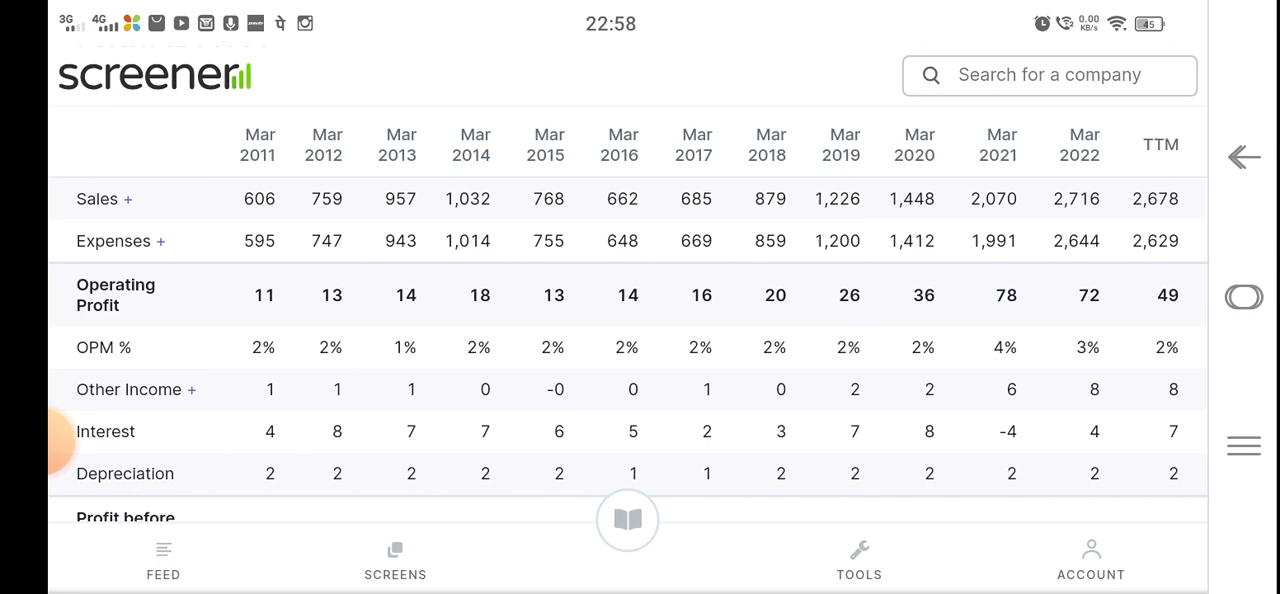 3G 4G 22:58 0.00 KB/s 45
screener Search for a company
Mar 2011 Mar 2012 Mar 2013 Mar 2014 Mar 2015 Mar 2016 Mar 2017 Mar 2018 Mar 2019 Mar 2020 Mar 2021 Mar 2022 TTM
Sales + 606 759 957 1,032 768 662 685 879 1,226 1,448 2,070 2,716 2,678
Expenses + 595 747 943 1,014 755 648 669 859 1,200 1,412 1,991 2,644 2,629
Operating Profit 11 13 14 18 13 14 16 20 26 36 78 72 49
OPM % 2% 2% 1% 2% 2% 2% 2% 2% 2% 2% 4% 3% 2%
Other Income + 1 1 1 0 -0 0 1 0 2 2 6 8 8
Interest 4 8 7 7 6 5 2 3 7 8 -4 4 7
Depreciation 2 2 2 2 2 1 1 2 2 2 2 2 2
Profit before
FEED SCREENS TOOLS ACCOUNT